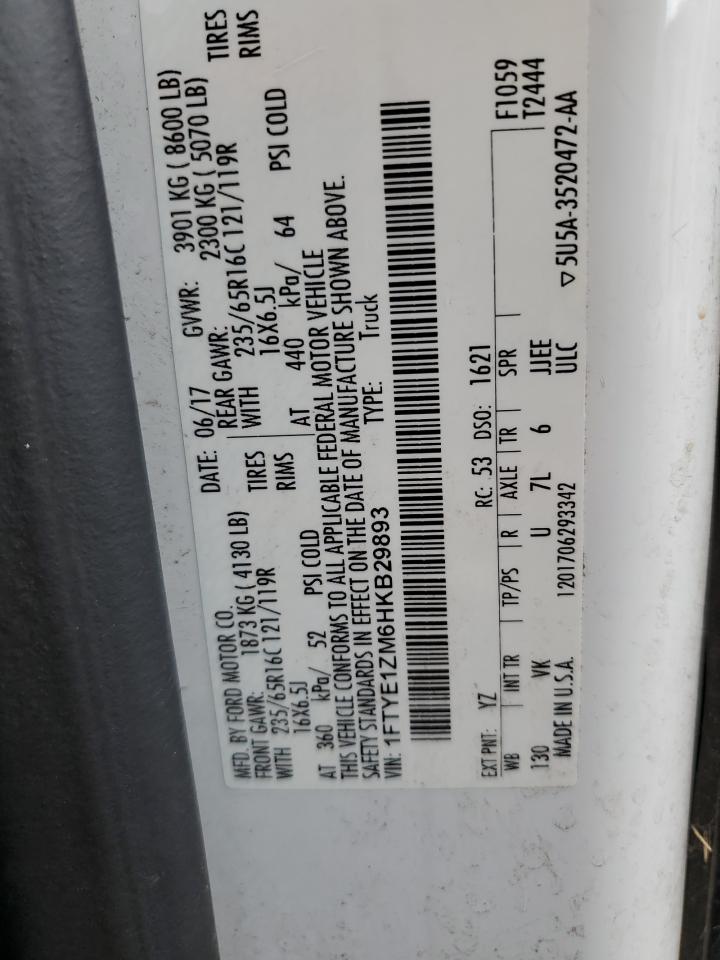 MFD. BY FORD MOTOR CO.
DATE: 06/17 GVWR: 3901 KG ( 8600 LB)
FRONT GAWR: 1873 KG ( 4130 LB) REAR GAWR: 2300 KG ( 5070 LB)
WITH 235/65R16C 121/119R TIRES WITH 235/65R16C 121/119R TIRES
16X6.5J RIMS 16X6.5J RIMS
AT 360 kPa/ 52 PSI COLD AT 440 kPa/ 64 PSI COLD
THIS VEHICLE CONFORMS TO ALL APPLICABLE FEDERAL MOTOR VEHICLE
SAFETY STANDARDS IN EFFECT ON THE DATE OF MANUFACTURE SHOWN ABOVE.
VIN: 1FTYE1ZM6HKB29893 TYPE: Truck
EXT PNT: YZ RC: 53 DSO: 1621 F1059
WB INT TR TP/PS R AXLE TR SPR T2444
130 VK U 7L 6 JJEE
MADE IN U.S.A. 1201706293342 ULC ▽5U5A-3520472-AA